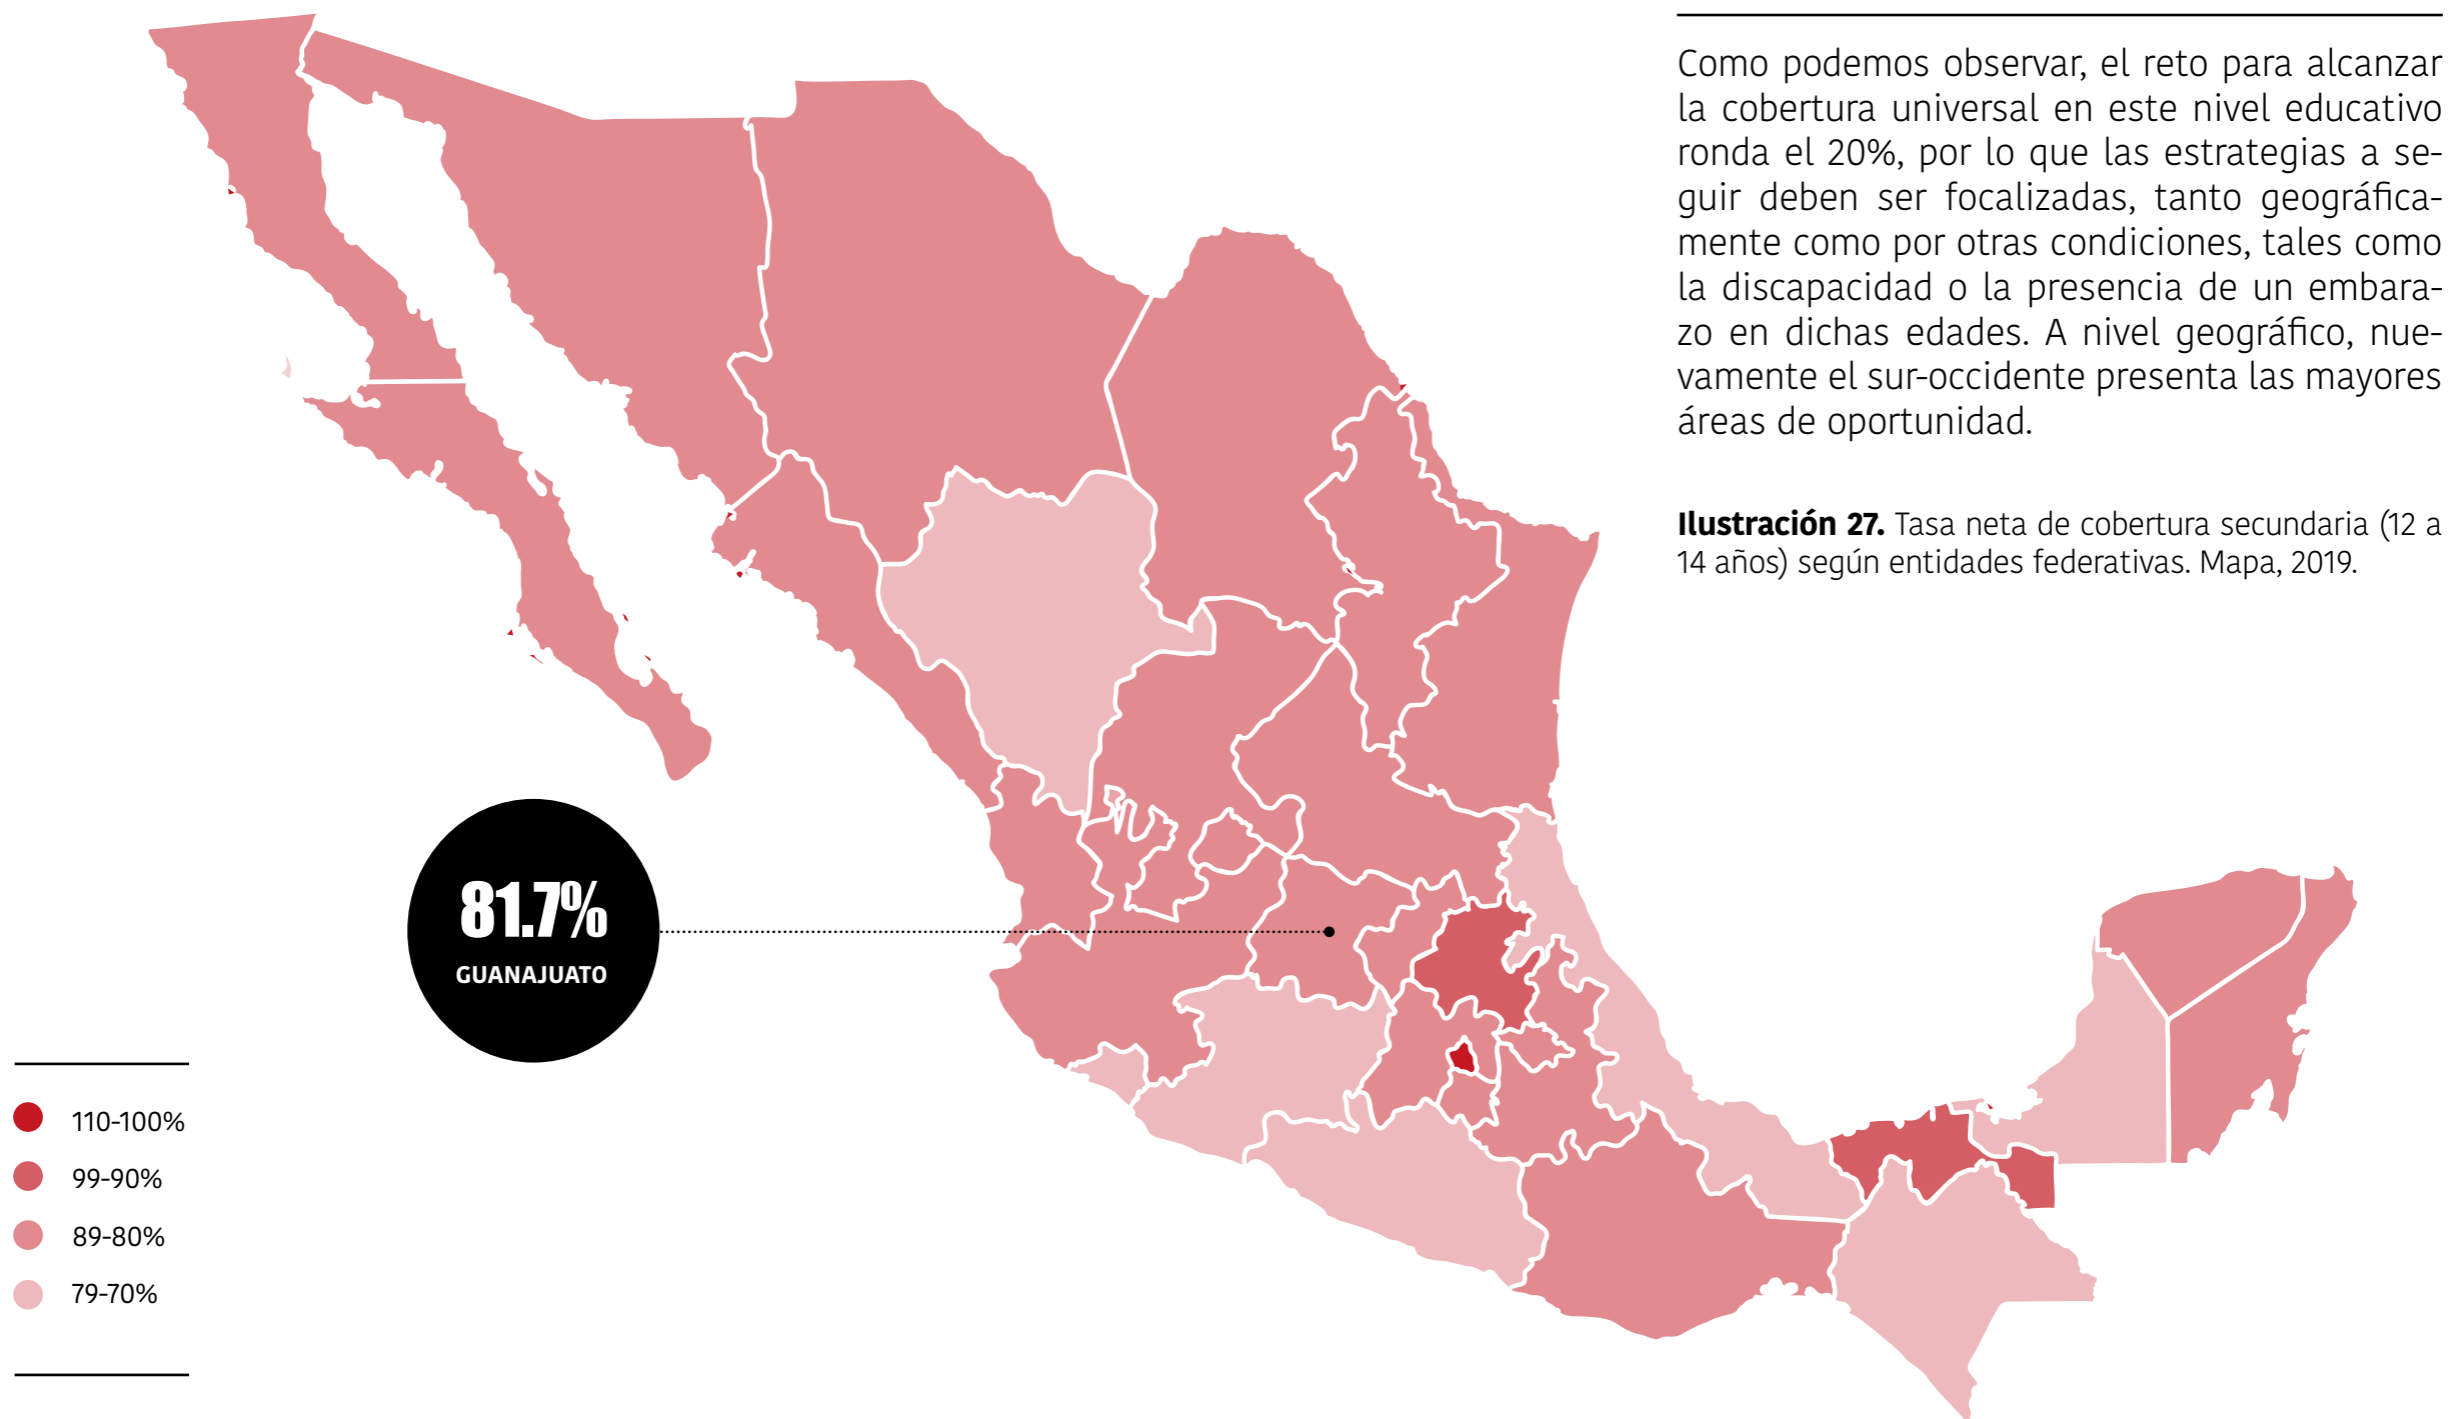 Como podemos observar, el reto para alcanzar
la cobertura universal en este nivel educativo
ronda el 20%, por lo que las estrategias a se-
guir deben ser focalizadas, tanto geográfica-
mente como por otras condiciones, tales como
la discapacidad o la presencia de un embara-
zo en dichas edades. A nivel geográfico, nue-
vamente el sur-occidente presenta las mayores
áreas de oportunidad.
Ilustración 27. Tasa neta de cobertura secundaria (12 a
14 años) según entidades federativas. Mapa, 2019.
81.7%
GUANAJUATO
110-100%
99-90%
89-80%
79-70%